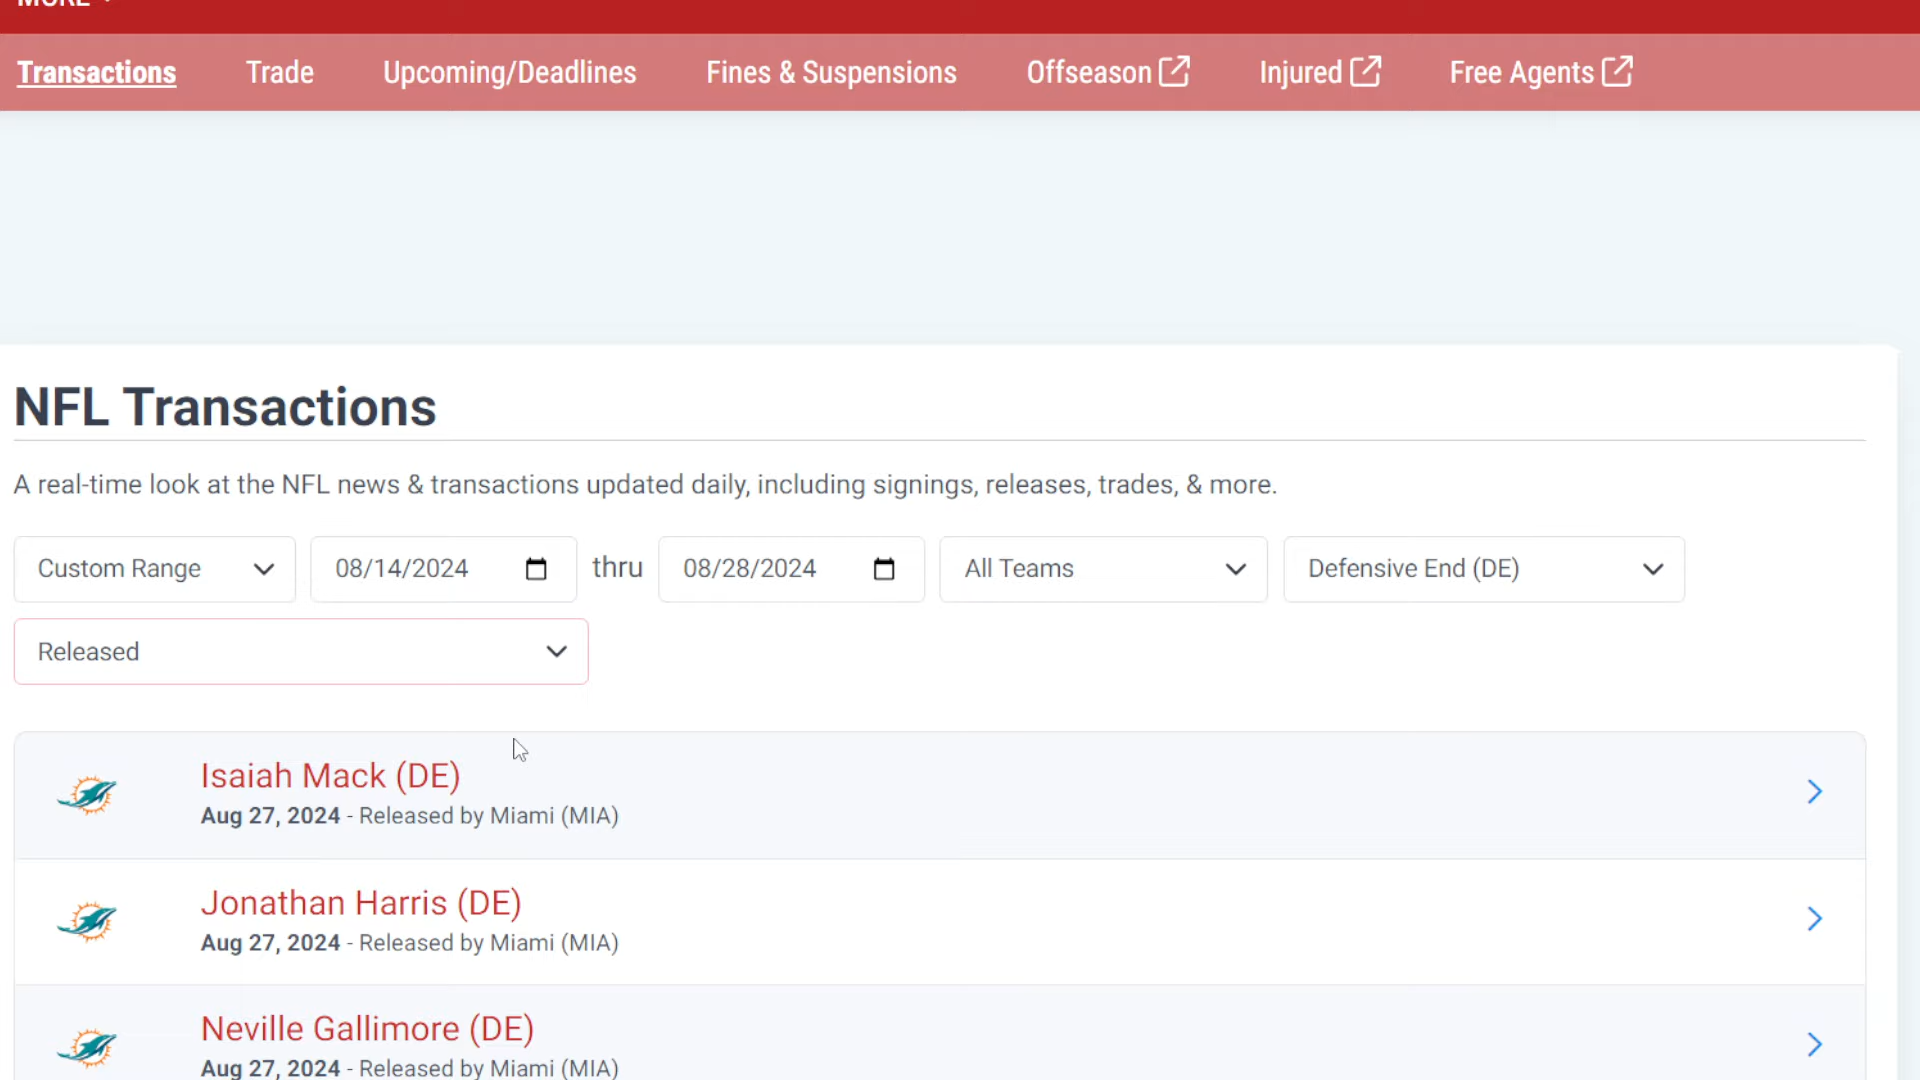 MORE
Transactions Trade Upcoming/Deadlines Fines & Suspensions Offseason Injured Free Agents
NFL Transactions
A real-time look at the NFL news & transactions updated daily, including signings, releases, trades, & more.
Custom Range 08/14/2024 thru 08/28/2024 All Teams Defensive End (DE)
Released
Isaiah Mack (DE)
Aug 27, 2024 - Released by Miami (MIA)
Jonathan Harris (DE)
Aug 27, 2024 - Released by Miami (MIA)
Neville Gallimore (DE)
Aug 27, 2024 - Released by Miami (MIA)